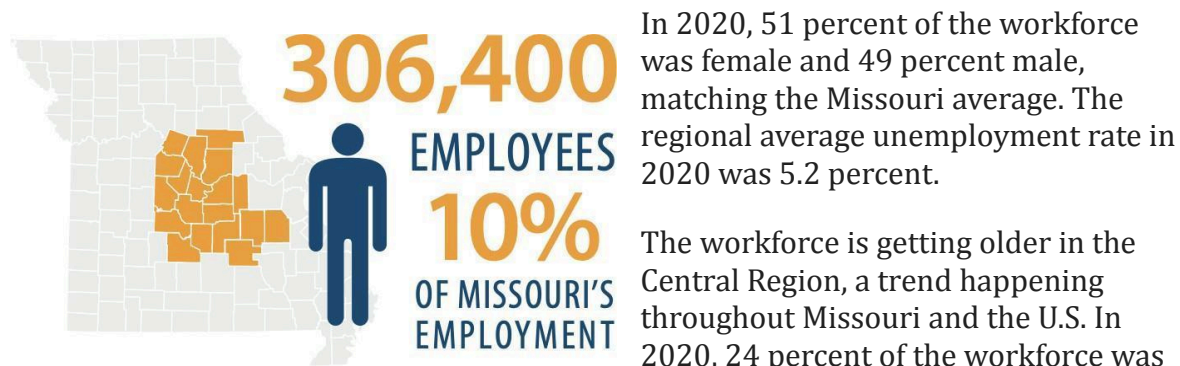 306,400
EMPLOYEES
10%
OF MISSOURI'S
EMPLOYMENT
In 2020, 51 percent of the workforce
was female and 49 percent male,
matching the Missouri average. The
regional average unemployment rate in
2020 was 5.2 percent.
The workforce is getting older in the
Central Region, a trend happening
throughout Missouri and the U.S. In
2020, 24 percent of the workforce was